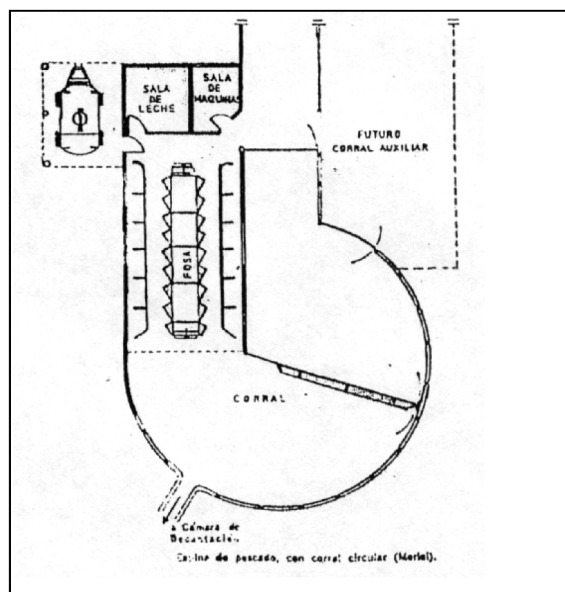 SALA
DE
LECHE
SALA
DE
MAQUINAS
FUTURO
CORRAL AUXILIAR
FOSA
CORRAL
a Cámara de
Decantación.
Espina de pescado, con corral circular (Meriel).